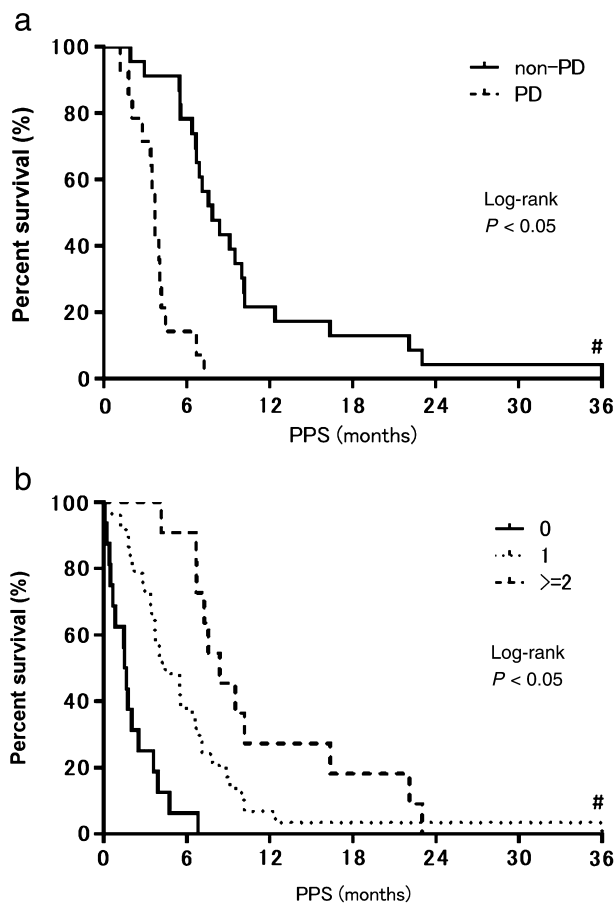 a
Percent survival (%)
100
80
60
40
20
0
non-PD
PD
Log-rank
P < 0.05
#
0 6 12 18 24 30 36
PPS (months)
b
Percent survival (%)
100
80
60
40
20
0
0
1
>=2
Log-rank
P < 0.05
#
0 6 12 18 24 30 36
PPS (months)